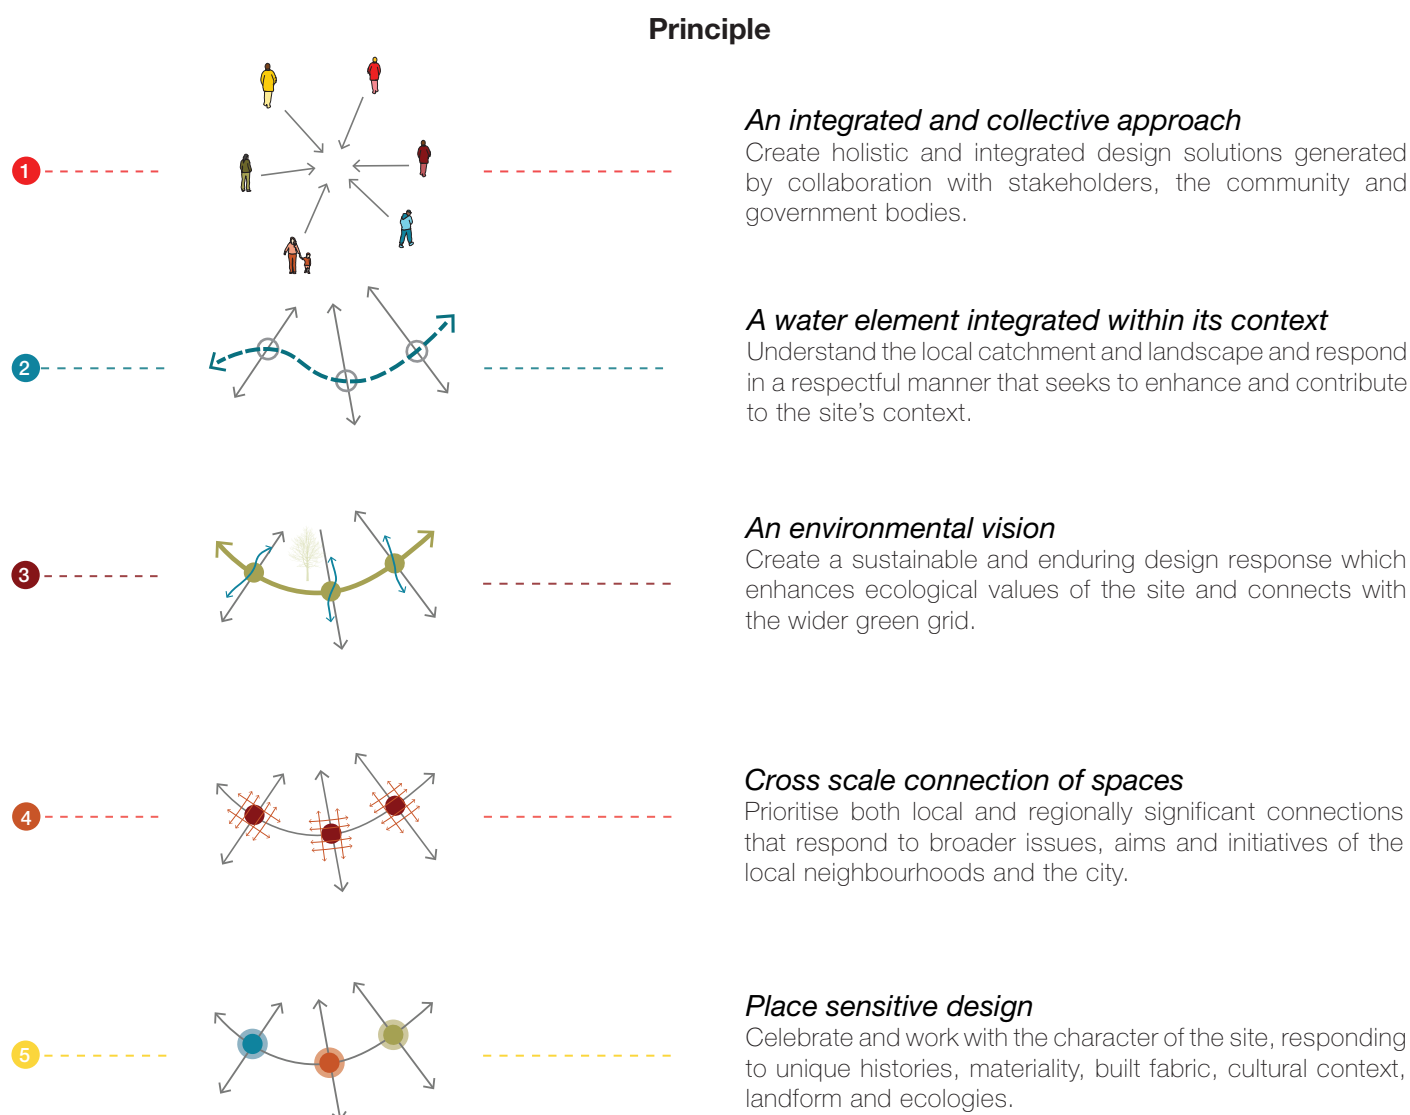 Principle
1
An integrated and collective approach
Create holistic and integrated design solutions generated
by collaboration with stakeholders, the community and
government bodies.
2
A water element integrated within its context
Understand the local catchment and landscape and respond
in a respectful manner that seeks to enhance and contribute
to the site's context.
3
An environmental vision
Create a sustainable and enduring design response which
enhances ecological values of the site and connects with
the wider green grid.
4
Cross scale connection of spaces
Prioritise both local and regionally significant connections
that respond to broader issues, aims and initiatives of the
local neighbourhoods and the city.
5
Place sensitive design
Celebrate and work with the character of the site, responding
to unique histories, materiality, built fabric, cultural context,
landform and ecologies.